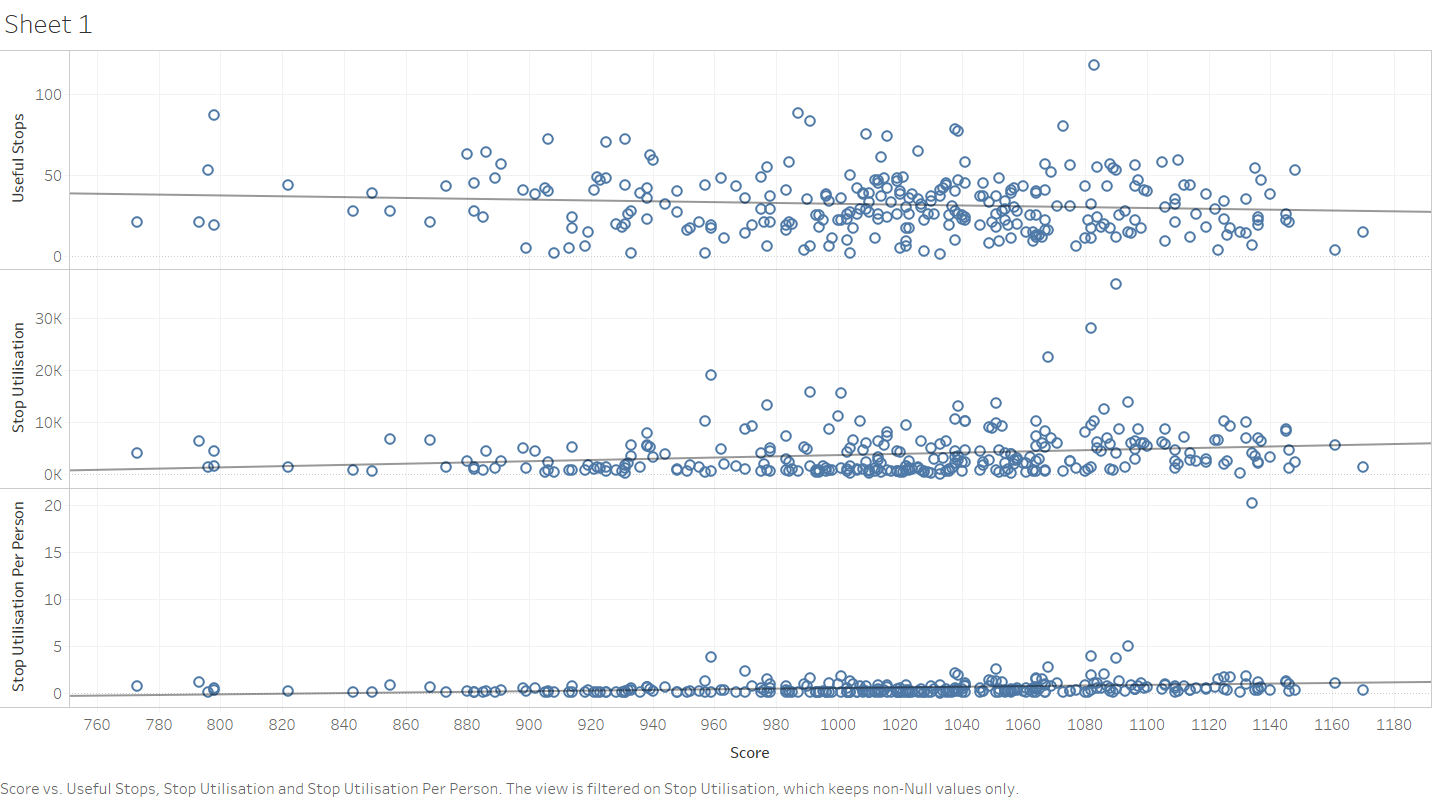 Sheet 1
Useful Stops
100
50
0
Stop Utilisation
30K
20K
10K
0K
Stop Utilisation Per Person
20
15
10
5
0
760 780 800 820 840 860 880 900 920 940 960 980 1000 1020 1040 1060 1080 1100 1120 1140 1160 1180
Score
Score vs. Useful Stops, Stop Utilisation and Stop Utilisation Per Person. The view is filtered on Stop Utilisation, which keeps non-Null values only.